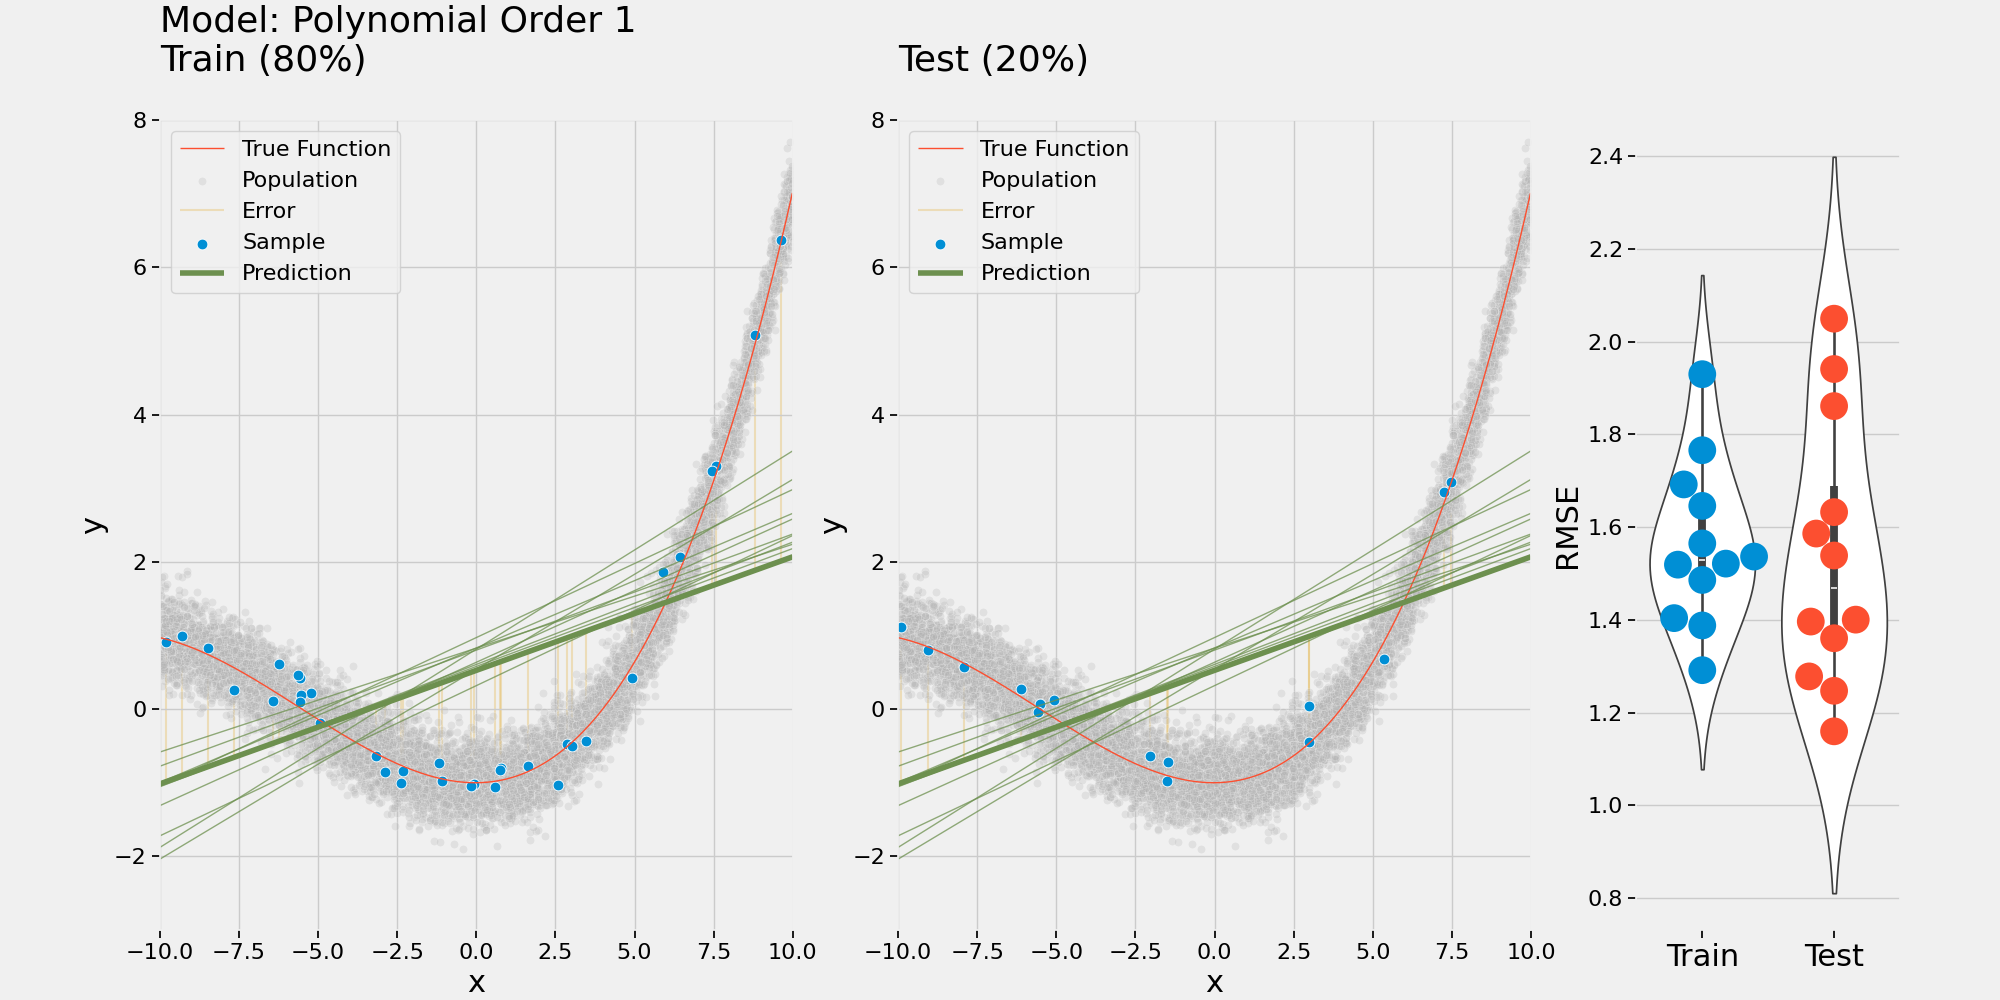 Model: Polynomial Order 1
Train (80%)
8
6
4
2
0
−2
y
True Function
Population
Error
Sample
Prediction
−10.0 −7.5 −5.0 −2.5 0.0 2.5 5.0 7.5 10.0
x
Test (20%)
8
6
4
2
0
−2
y
True Function
Population
Error
Sample
Prediction
−10.0 −7.5 −5.0 −2.5 0.0 2.5 5.0 7.5 10.0
x
2.4
2.2
2.0
1.8
1.6
1.4
1.2
1.0
0.8
RMSE
Train Test